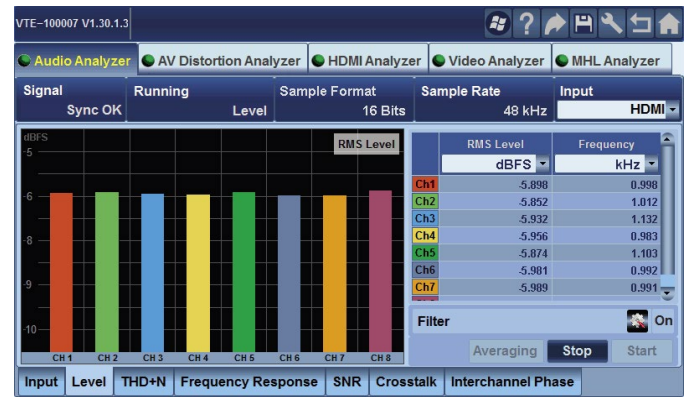 VTE-100007 V1.30.1.3 ?
Audio Analyzer AV Distortion Analyzer HDMI Analyzer Video Analyzer MHL Analyzer
Signal Running Sample Format Sample Rate Input
Sync OK Level 16 Bits 48 kHz HDMI
dBFS
RMS Level
-5
-6
-8
-9
-10
CH 1 CH 2 CH 3 CH 4 CH 5 CH 6 CH 7 CH 8
RMS Level Frequency
dBFS kHz
Ch1 -5.898 0.998
Ch2 -5.852 1.012
Ch3 -5.932 1.132
Ch4 -5.956 0.983
Ch5 -5.874 1.103
Ch6 -5.981 0.992
Ch7 -5.989 0.991
Filter On
Averaging Stop Start
Input Level THD+N Frequency Response SNR Crosstalk Interchannel Phase